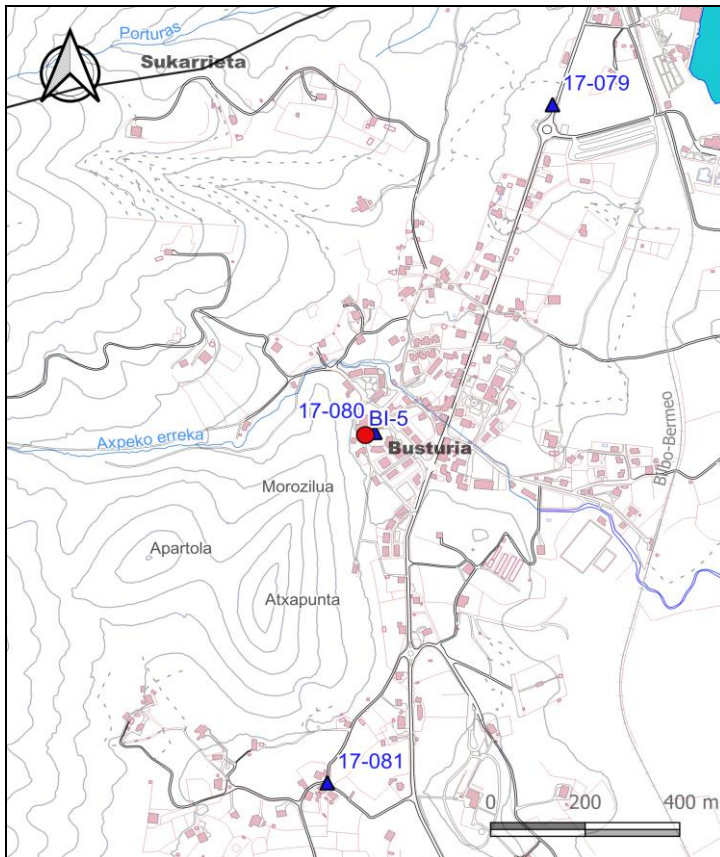 Porturas
Sukarrieta
17-079
17-080
BI-5
Axpeko erreka
Busturia
Bilbo-Bermeo
Morozilua
Apartola
Atxapunta
17-081
0 200 400 m